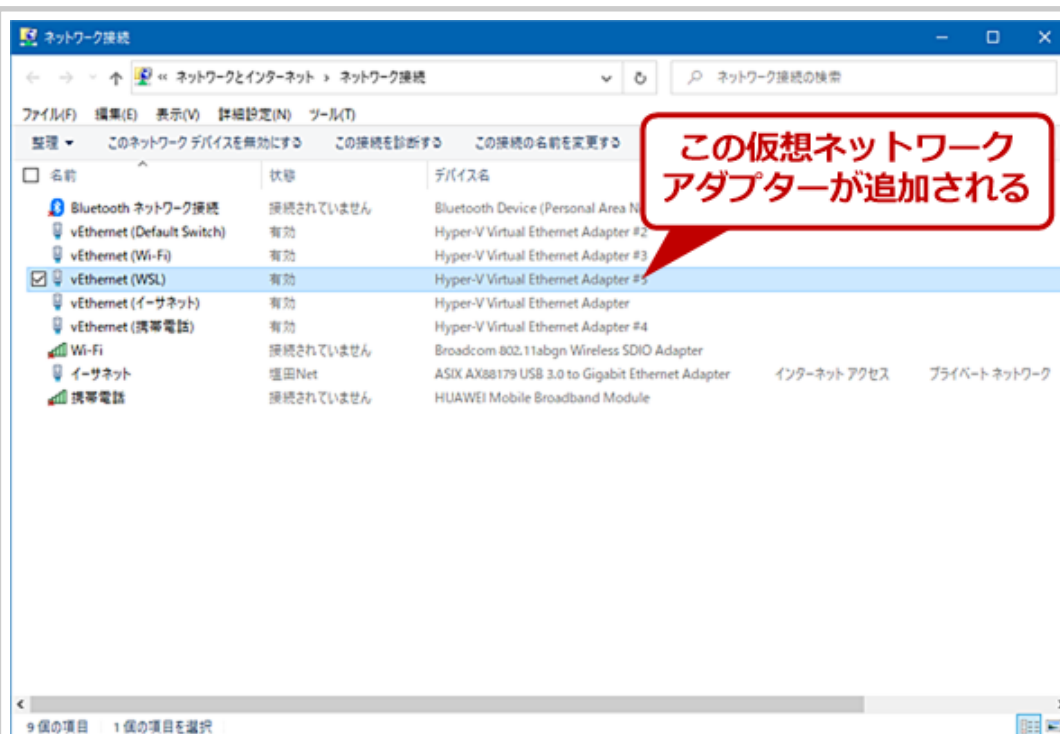 ネットワーク接続
« ネットワークとインターネット › ネットワーク接続
ネットワーク接続の検索
ファイル(F) 編集(E) 表示(V) 詳細設定(N) ツール(T)
整理 このネットワーク デバイスを無効にする この接続を診断する この接続の名前を変更する
この仮想ネットワーク
アダプターが追加される
名前 状態 デバイス名
Bluetooth ネットワーク接続 接続されていません Bluetooth Device (Personal Area N
vEthernet (Default Switch) 有効 Hyper-V Virtual Ethernet Adapter #2
vEthernet (Wi-Fi) 有効 Hyper-V Virtual Ethernet Adapter #3
vEthernet (WSL) 有効 Hyper-V Virtual Ethernet Adapter #5
vEthernet (イーサネット) 有効 Hyper-V Virtual Ethernet Adapter
vEthernet (携帯電話) 有効 Hyper-V Virtual Ethernet Adapter #4
Wi-Fi 接続されていません Broadcom 802.11abgn Wireless SDIO Adapter
イーサネット 塩田Net ASIX AX88179 USB 3.0 to Gigabit Ethernet Adapter インターネット アクセス プライベート ネットワーク
携帯電話 接続されていません HUAWEI Mobile Broadband Module
9 個の項目 1 個の項目を選択